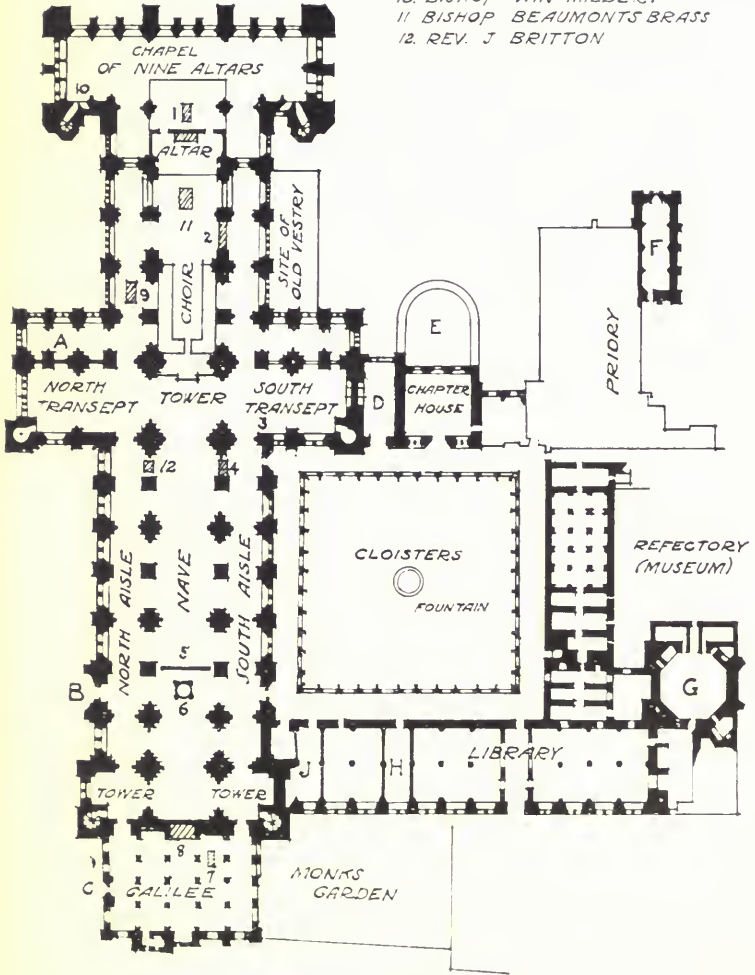 11 BISHOP BEAUMONTS BRASS
12. REV. J BRITTON
CHAPEL
OF NINE ALTARS
10
1
ALTAR
11
2
SITE OF
OLD VESTRY
F
9
CHOIR
E
PRIORY
A
NORTH
TRANSEPT
TOWER
SOUTH
TRANSEPT
3
D
CHAPTER
HOUSE
12
4
NORTH AISLE
NAVE
SOUTH AISLE
CLOISTERS
FOUNTAIN
REFECTORY
(MUSEUM)
5
B
6
G
J
H
LIBRARY
TOWER
TOWER
8
7
C
GALILEE
MONKS
GARDEN